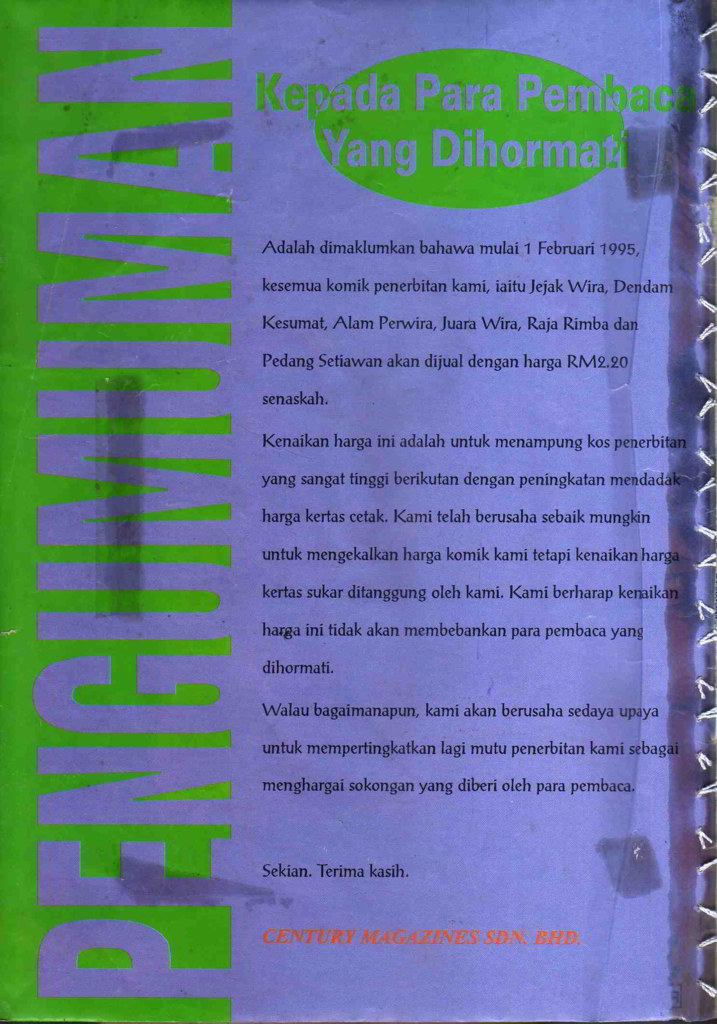 PENGUMUMAN
Kepada Para Pembaca
Yang Dihormati
Adalah dimaklumkan bahawa mulai 1 Februari 1995,
kesemua komik penerbitan kami, iaitu Jejak Wira, Dendam
Kesumat, Alam Perwira, Juara Wira, Raja Rimba dan
Pedang Setiawan akan dijual dengan harga RM2.20
senaskah.
Kenaikan harga ini adalah untuk menampung kos penerbitan
yang sangat tinggi berikutan dengan peningkatan mendadak
harga kertas cetak. Kami telah berusaha sebaik mungkin
untuk mengekalkan harga komik kami tetapi kenaikan harga
kertas sukar ditanggung oleh kami. Kami berharap kenaikan
harga ini tidak akan membebankan para pembaca yang
dihormati.
Walau bagaimanapun, kami akan berusaha sedaya upaya
untuk mempertingkatkan lagi mutu penerbitan kami sebagai
menghargai sokongan yang diberi oleh para pembaca.
Sekian. Terima kasih.
CENTURY MAGAZINES SDN. BHD.